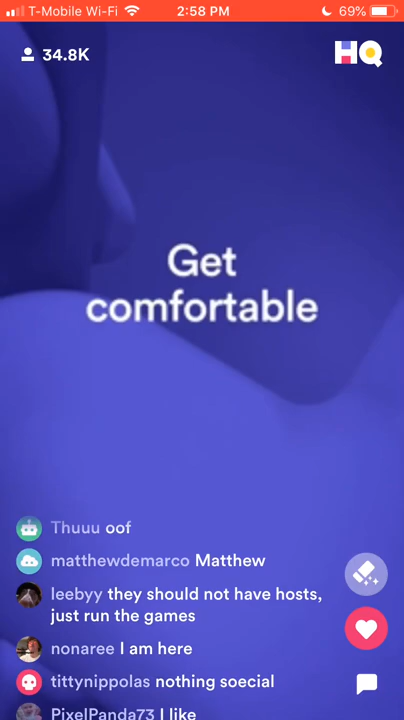 T-Mobile Wi-Fi 2:58 PM 69%
34.8K HQ
Get
comfortable
Thuuu oof
matthewdemarco Matthew
leebyy they should not have hosts,
just run the games
nonaree I am here
tittynippolas nothing soecial
PixelPanda73 I like